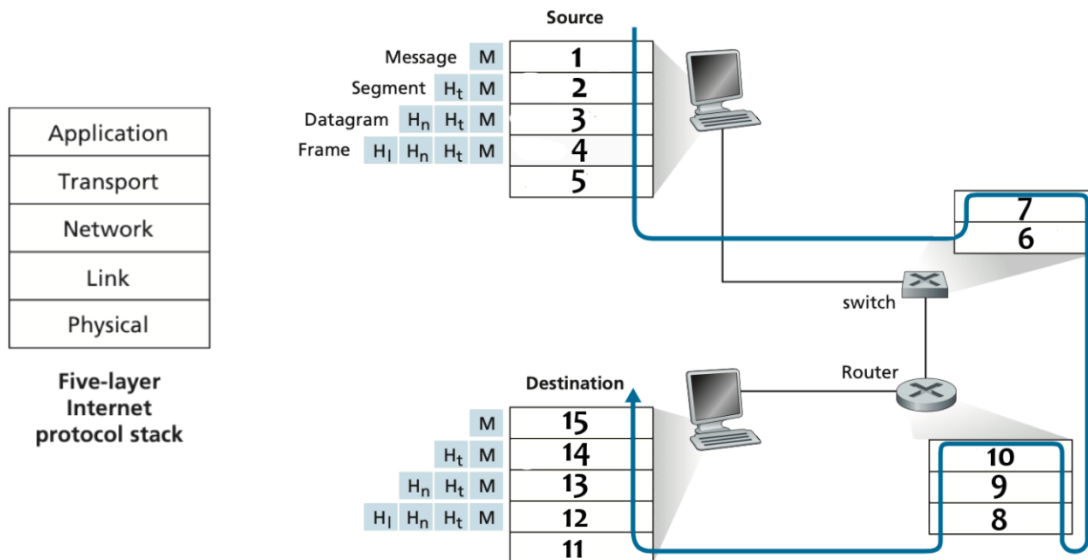 Application
Transport
Network
Link
Physical
Five-layer
Internet
protocol stack
Source
Message M 1
Segment Ht M 2
Datagram Hn Ht M 3
Frame Hl Hn Ht M 4
5
7
6
switch
Router
Destination
M 15
Ht M 14
Hn Ht M 13
Hl Hn Ht M 12
11
10
9
8